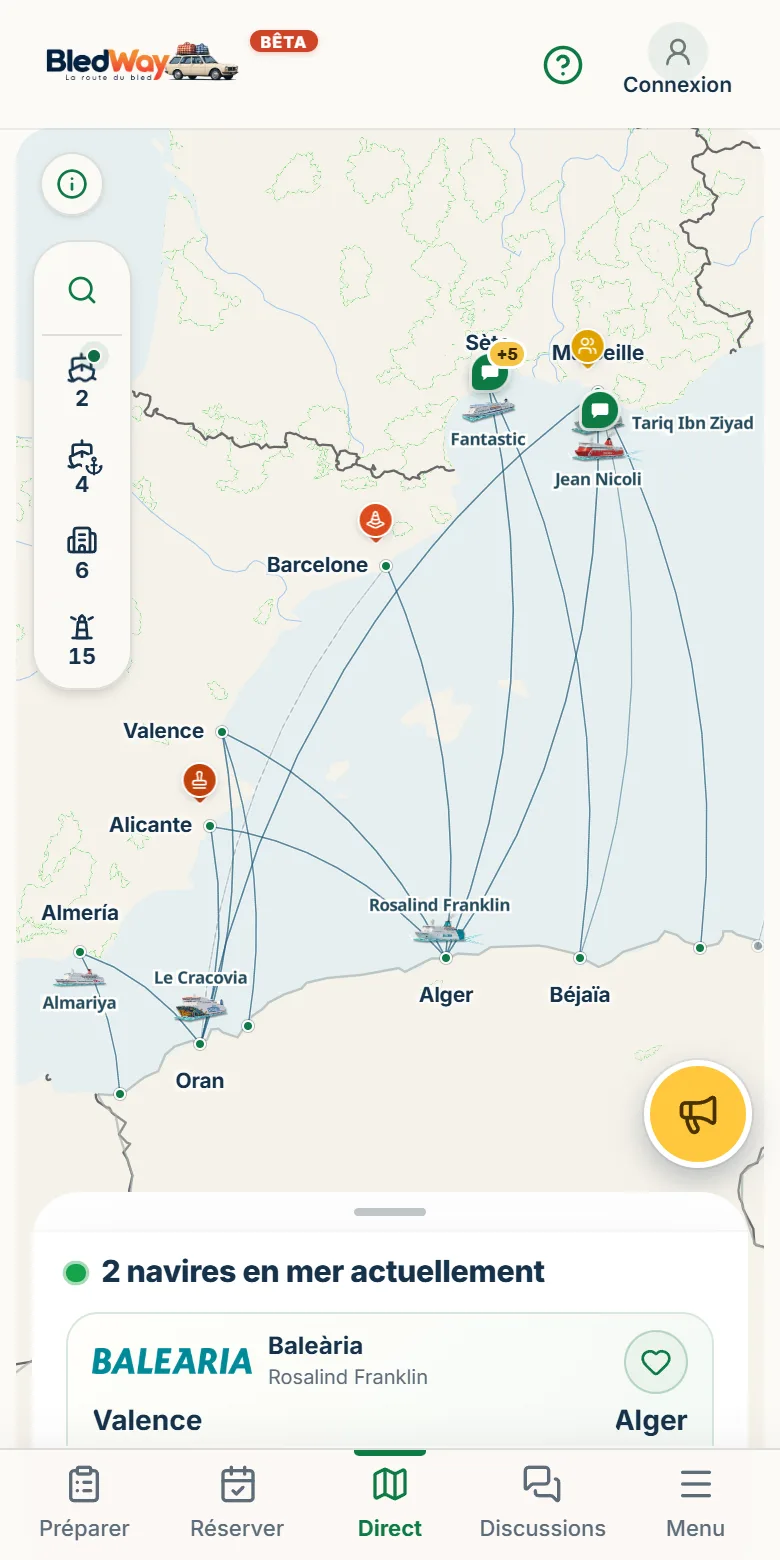 BledWay
La route du bled
BÊTA
Connexion
2
4
6
15
Sète
+5
Fantastic
Tariq Ibn Ziyad
Jean Nicoli
Barcelone
Valence
Alicante
Almería
Almariya
Le Cracovia
Oran
Rosalind Franklin
Alger
Béjaïa
2 navires en mer actuellement
BALEÀRIA
Baleària
Rosalind Franklin
Valence
Alger
Préparer
Réserver
Direct
Discussions
Menu